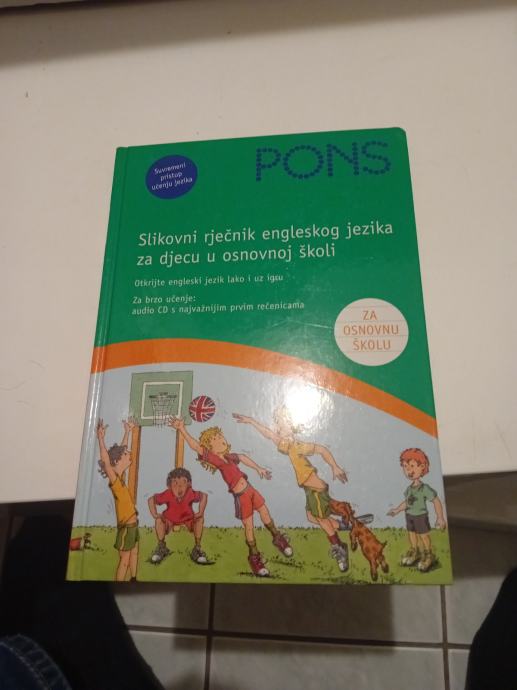 Suvremeni
pristup
učenju jezika
PONS
Slikovni rječnik engleskog jezika
za djecu u osnovnoj školi
Otkrijte engleski jezik lako i uz igru
Za brzo učenje:
audio CD s najvažnijim prvim rečenicama
ZA
OSNOVNU
ŠKOLU